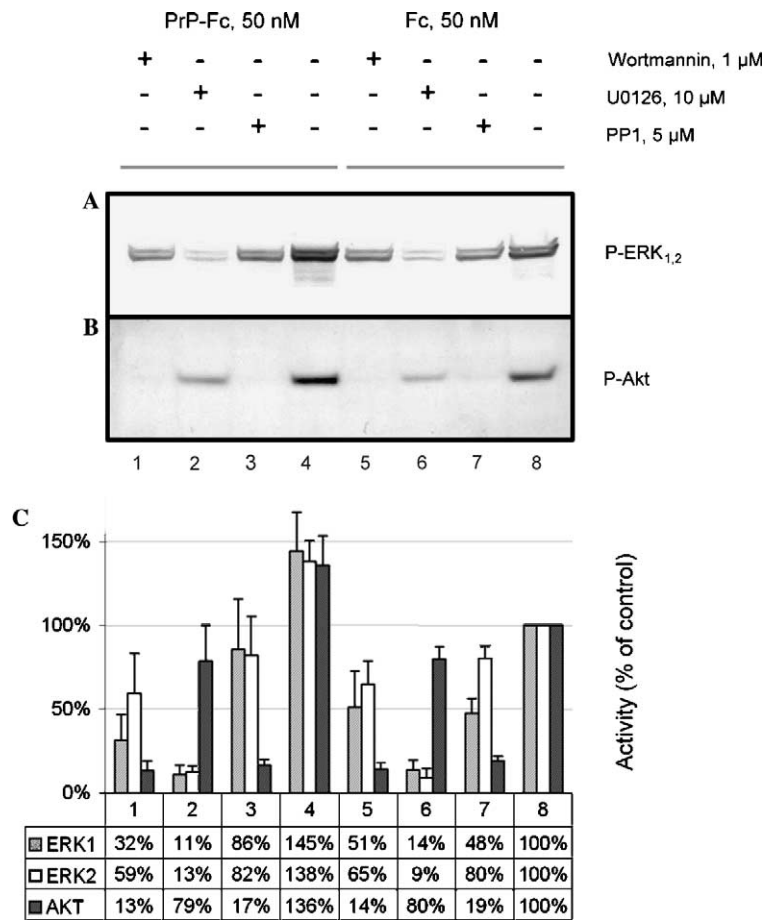 PrP-Fc, 50 nM Fc, 50 nM
+ - - - + - - - Wortmannin, 1 µM
- + - - - + - - U0126, 10 µM
- - + - - - + - PP1, 5 µM
A
P-ERK1,2
B
P-Akt
1 2 3 4 5 6 7 8
C
150%
100%
50%
0%
Activity (% of control)
1 2 3 4 5 6 7 8
ERK1 32% 11% 86% 145% 51% 14% 48% 100%
ERK2 59% 13% 82% 138% 65% 9% 80% 100%
AKT 13% 79% 17% 136% 14% 80% 19% 100%